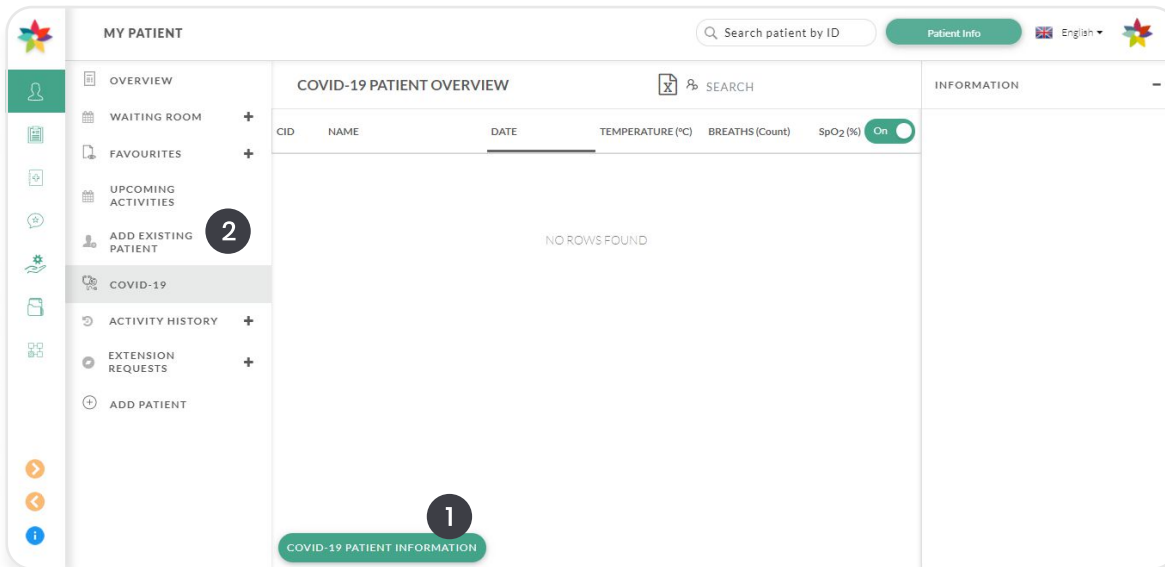 MY PATIENT
Search patient by ID
Patient Info
English
OVERVIEW
WAITING ROOM +
FAVOURITES +
UPCOMING
ACTIVITIES
ADD EXISTING
PATIENT
2
COVID-19
ACTIVITY HISTORY +
EXTENSION
REQUESTS +
ADD PATIENT
COVID-19 PATIENT OVERVIEW
X
SEARCH
INFORMATION −
CID NAME DATE TEMPERATURE (ºC) BREATHS (Count) SpO2 (%) On
NO ROWS FOUND
1
COVID-19 PATIENT INFORMATION
i